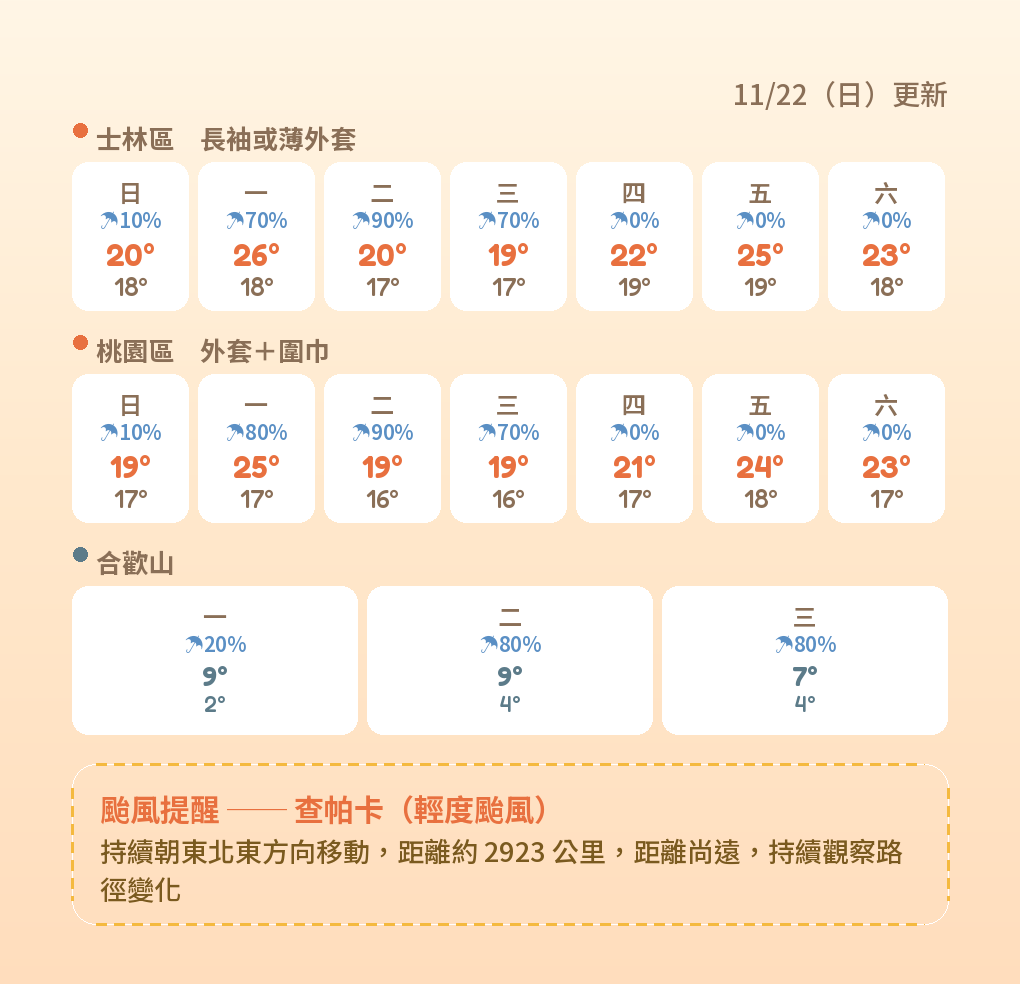 11/22（日）更新
士林區　長袖或薄外套
日 一 二 三 四 五 六
☂10% ☂70% ☂90% ☂70% ☂0% ☂0% ☂0%
20° 26° 20° 19° 22° 25° 23°
18° 18° 17° 17° 19° 19° 18°
桃園區　外套＋圍巾
日 一 二 三 四 五 六
☂10% ☂80% ☂90% ☂70% ☂0% ☂0% ☂0%
19° 25° 19° 19° 21° 24° 23°
17° 17° 16° 16° 17° 18° 17°
合歡山
一 二 三
☂20% ☂80% ☂80%
9° 9° 7°
2° 4° 4°
颱風提醒 —— 查帕卡（輕度颱風）
持續朝東北東方向移動，距離約 2923 公里，距離尚遠，持續觀察路
徑變化